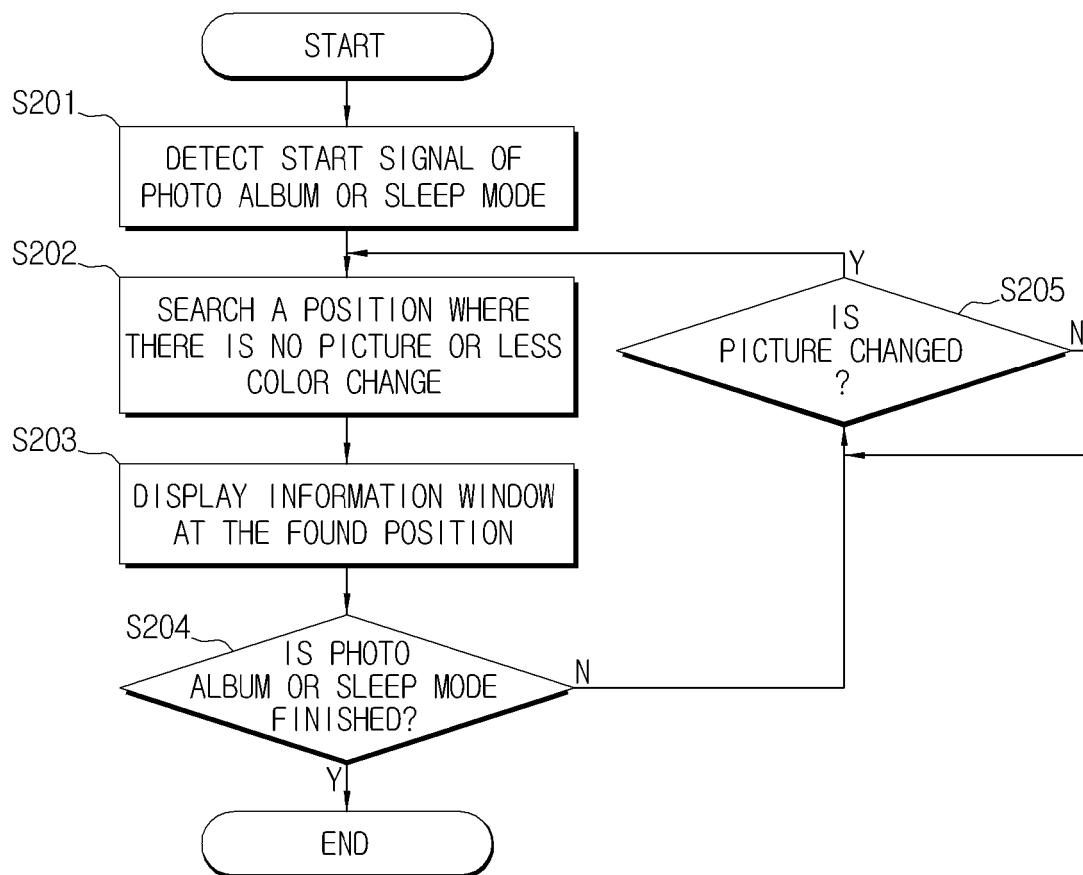 START
S201
DETECT START SIGNAL OF
PHOTO ALBUM OR SLEEP MODE
S202
SEARCH A POSITION WHERE
THERE IS NO PICTURE OR LESS
COLOR CHANGE
Y
S205
IS
PICTURE CHANGED
?
N
S203
DISPLAY INFORMATION WINDOW
AT THE FOUND POSITION
S204
IS PHOTO
ALBUM OR SLEEP MODE
FINISHED?
N
Y
END